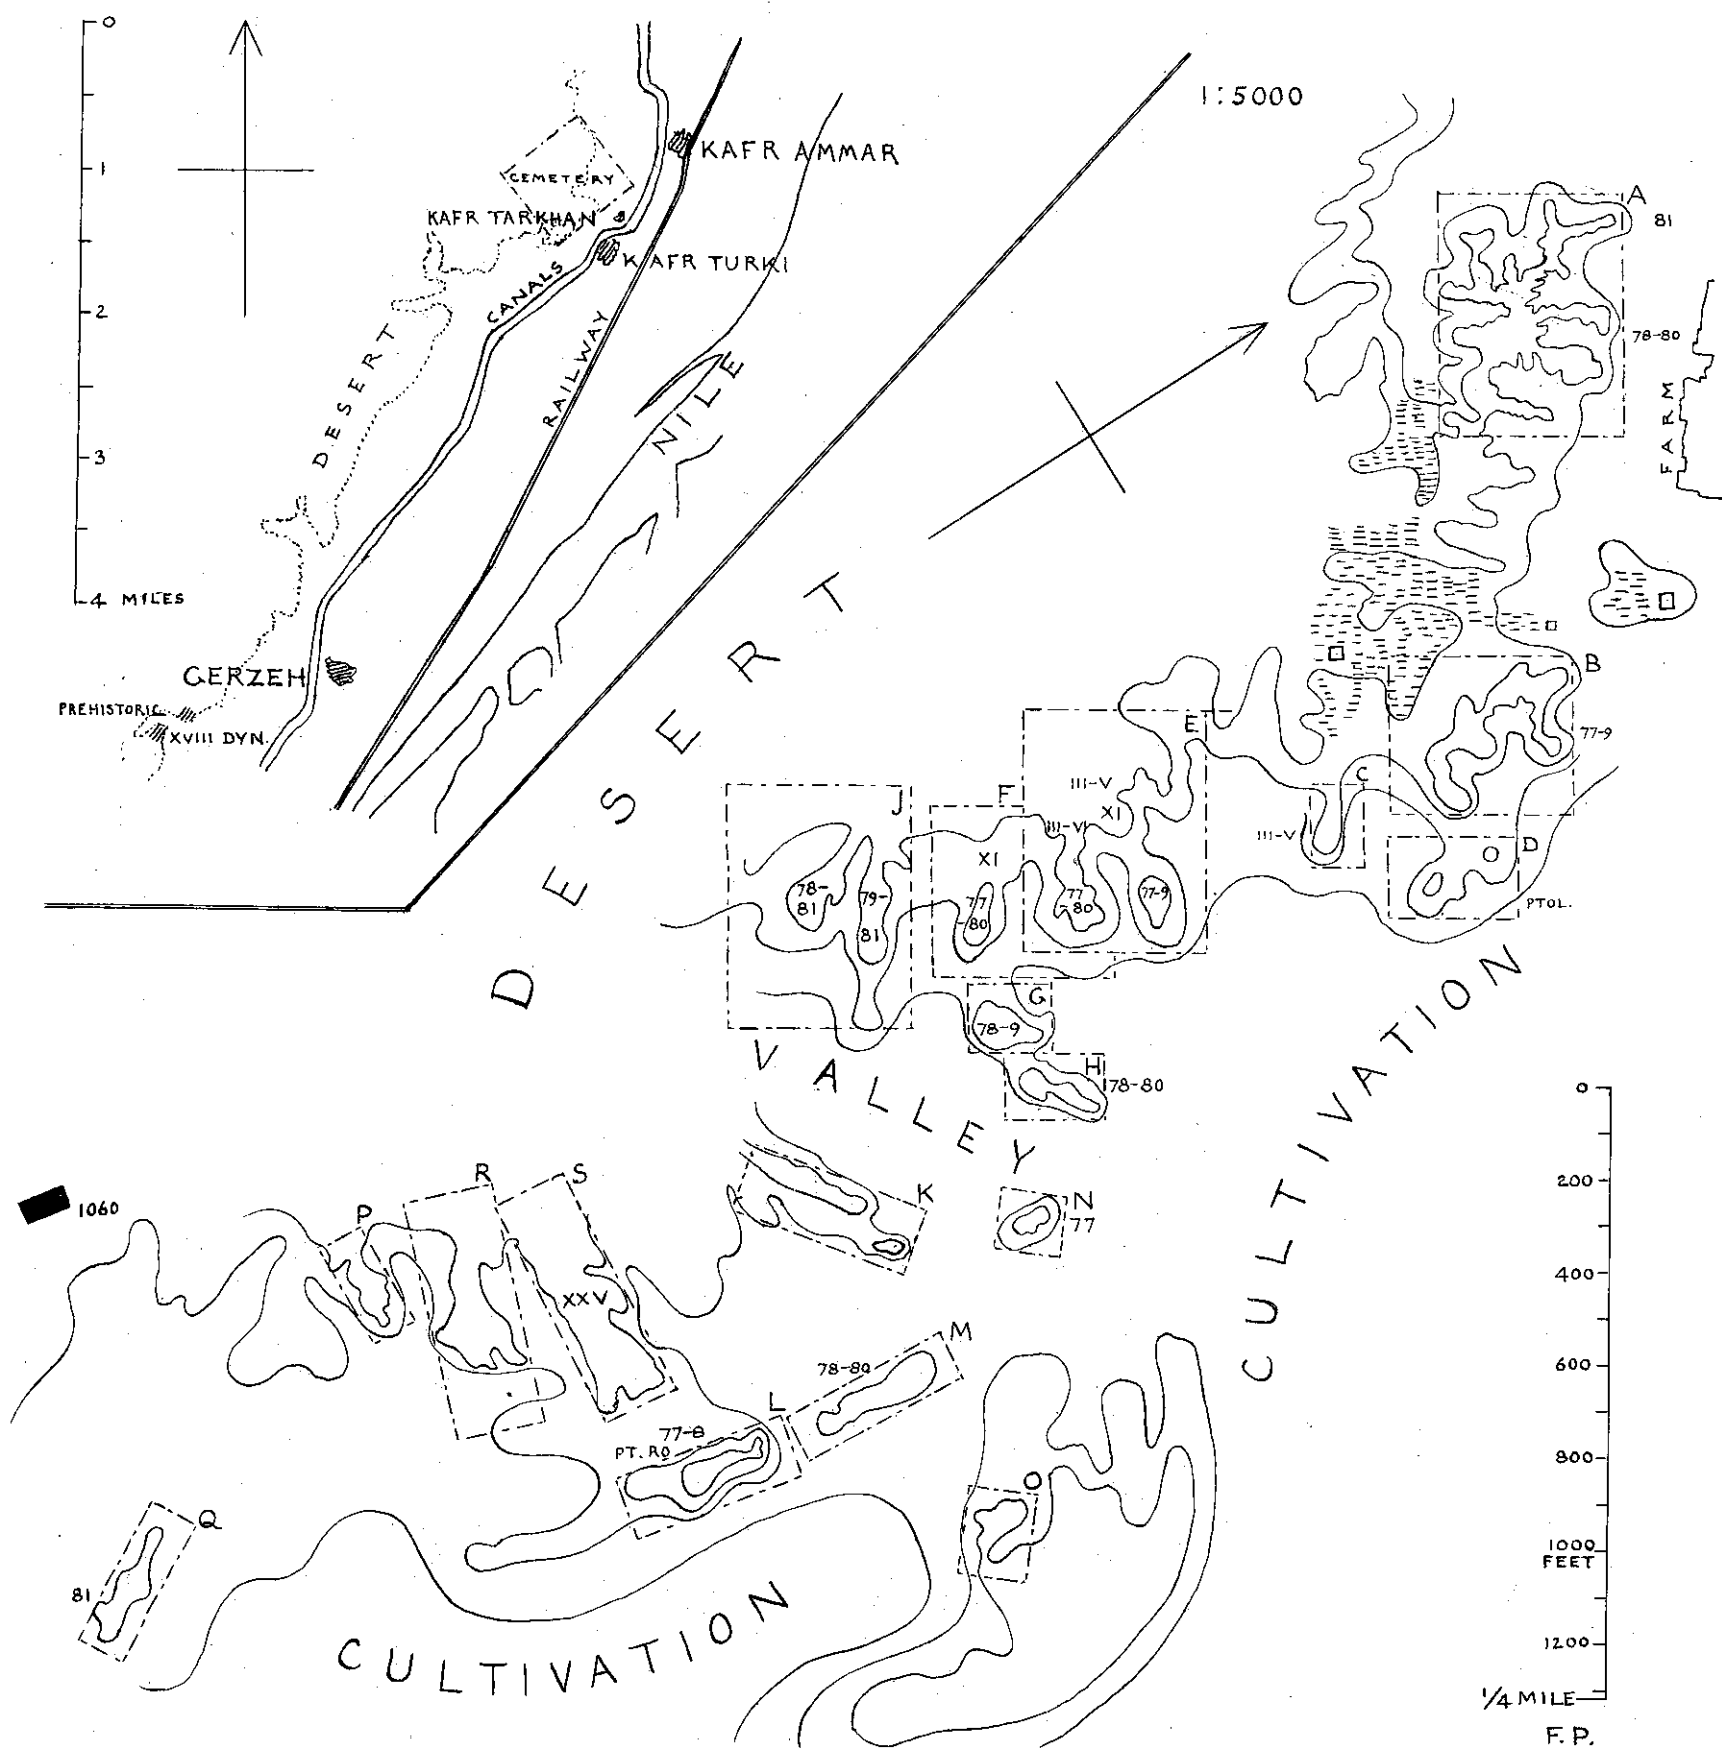 0
1
2
3
4 MILES
KAFR AMMAR
CEMETERY
KAFR TARKHAN
KAFR TURKI
CANALS
RAILWAY
NILE
DESERT
GERZEH
PREHISTORIC
XVIII DYN.
1:5000
A
81
78-80
FARM
B
77-9
C
III-V
D
PTOL.
E
III-V
XI
III-VI
77
-80
77-9
F
XI
77
-80
J
78-
81
79-
81
G
78-9
H
78-80
DESERT
VALLEY
CULTIVATION
K
N
77
1060
P
R
S
XXV
M
78-80
L
77-8
PT. RO
O
Q
81
CULTIVATION
0
200
400
600
800
1000
FEET
1200
1/4 MILE
F. P.